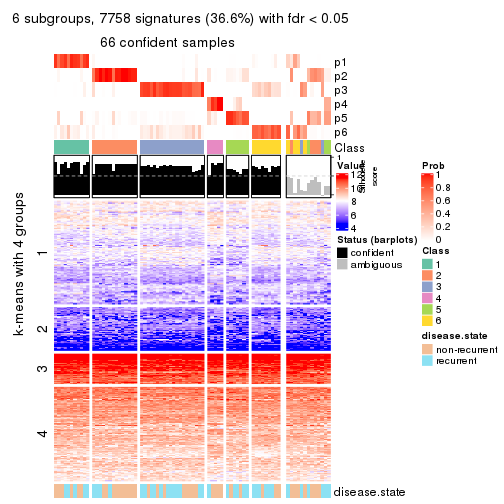 6 subgroups, 7758 signatures (36.6%) with fdr < 0.05
66 confident samples
p1
p2
p3
p4
p5
p6
Class
1
score
Value
12
8
6
4
Status (barplots)
confident
ambiguous
Prob
1
0.8
0.6
0.4
0.2
0
Class
1
2
3
4
5
6
disease.state
non-recurrent
recurrent
k-means with 4 groups
1
2
3
4
disease.state